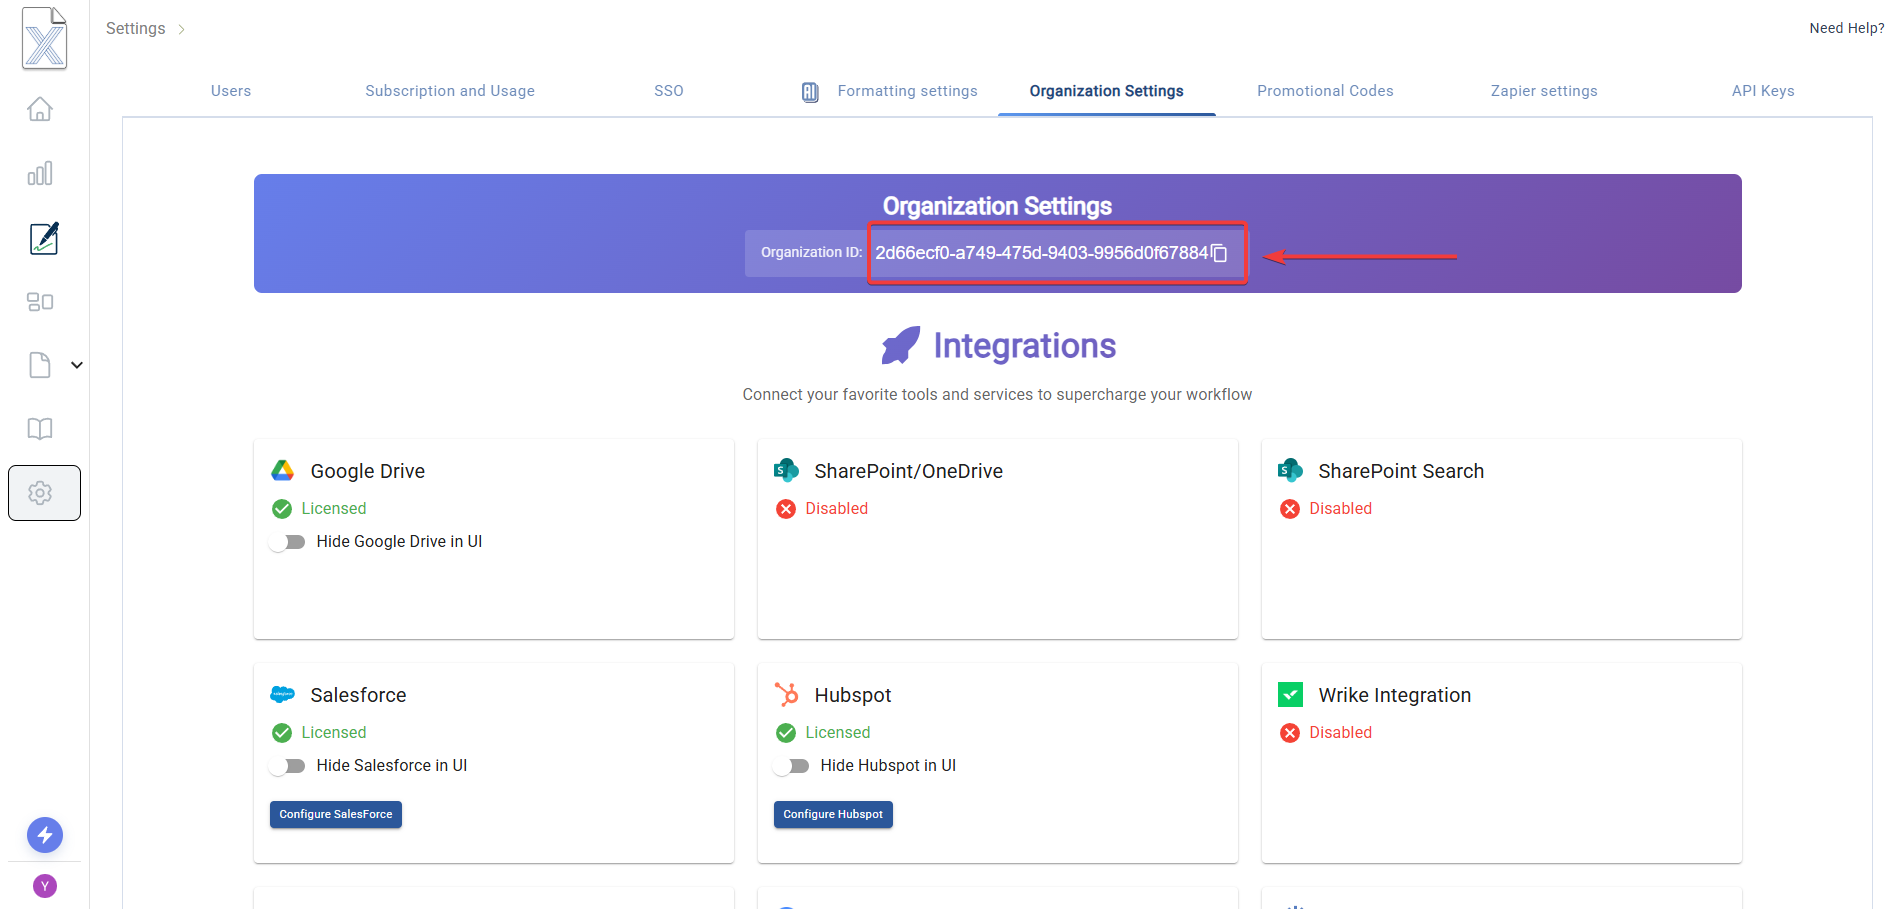 Settings
Need Help?
Users
Subscription and Usage
SSO
Formatting settings
Organization Settings
Promotional Codes
Zapier settings
API Keys
Organization Settings
Organization ID: 2d66ecf0-a749-475d-9403-9956d0f67884
Integrations
Connect your favorite tools and services to supercharge your workflow
Google Drive
Licensed
Hide Google Drive in UI
SharePoint/OneDrive
Disabled
SharePoint Search
Disabled
Salesforce
Licensed
Hide Salesforce in UI
Configure SalesForce
Hubspot
Licensed
Hide Hubspot in UI
Configure Hubspot
Wrike Integration
Disabled
Y